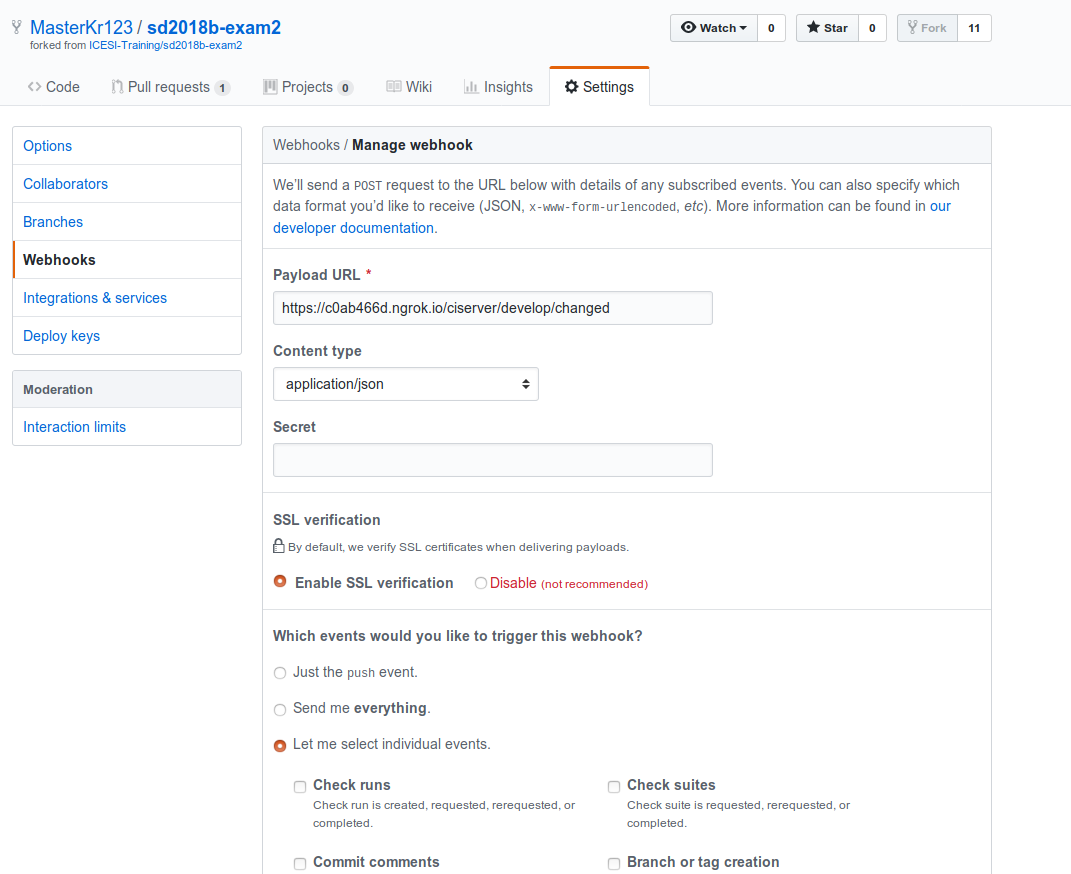 MasterKr123 / sd2018b-exam2
forked from ICESI-Training/sd2018b-exam2
Watch 0
Star 0
Fork 11
Code
Pull requests 1
Projects 0
Wiki
Insights
Settings
Options
Collaborators
Branches
Webhooks
Integrations & services
Deploy keys
Moderation
Interaction limits
Webhooks / Manage webhook
We’ll send a POST request to the URL below with details of any subscribed events. You can also specify which
data format you’d like to receive (JSON, x-www-form-urlencoded, etc). More information can be found in our
developer documentation.
Payload URL *
https://c0ab466d.ngrok.io/ciserver/develop/changed
Content type
application/json
Secret
SSL verification
By default, we verify SSL certificates when delivering payloads.
Enable SSL verification Disable (not recommended)
Which events would you like to trigger this webhook?
Just the push event.
Send me everything.
Let me select individual events.
Check runs
Check run is created, requested, rerequested, or
completed.
Check suites
Check suite is requested, rerequested, or
completed.
Commit comments
Branch or tag creation